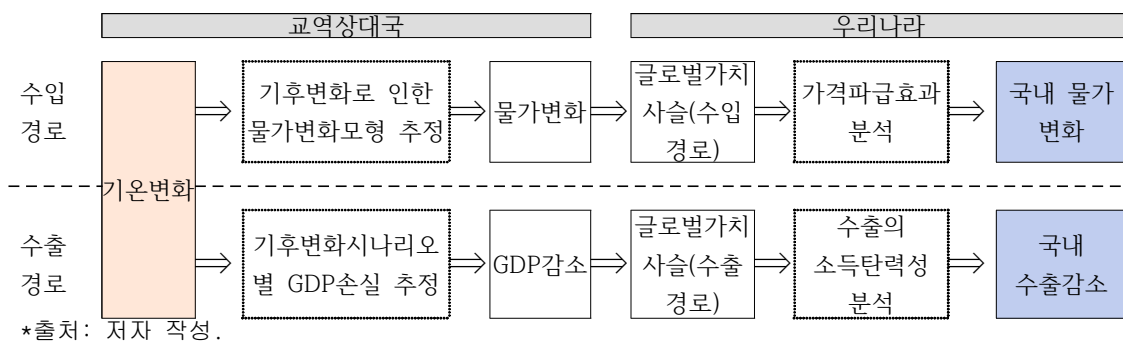 교역상대국
우리나라
수입
경로
기온변화
기후변화로 인한
물가변화모형 추정
물가변화
글로벌가치
사슬(수입
경로)
가격파급효과
분석
국내 물가
변화
수출
경로
기후변화시나리오
별 GDP손실 추정
GDP감소
글로벌가치
사슬(수출
경로)
수출의
소득탄력성
분석
국내
수출감소
*출처: 저자 작성.